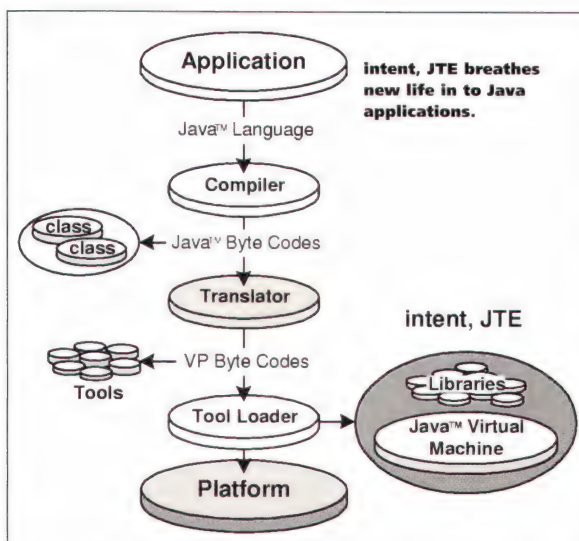 Application
intent, JTE breathes
new life in to Java
applications.
Java™ Language
Compiler
class
class
Java™ Byte Codes
Translator
intent, JTE
VP Byte Codes
Tools
Libraries
Tool Loader
Java™ Virtual
Machine
Platform